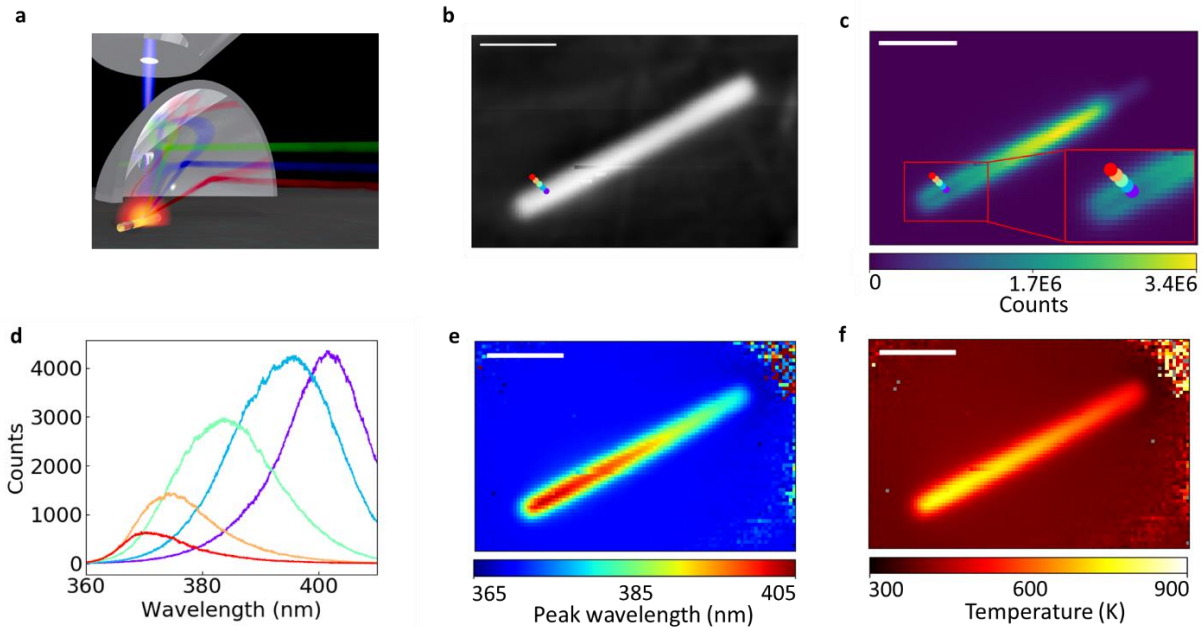 a
b
c
0
1.7E6
3.4E6
Counts
d
4000
3000
2000
1000
0
Counts
360
380
400
Wavelength (nm)
e
365
385
405
Peak wavelength (nm)
f
300
600
900
Temperature (K)